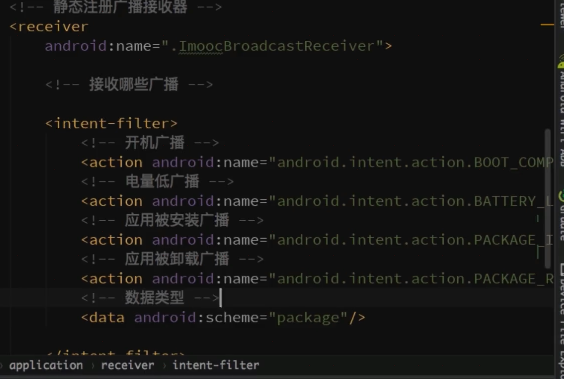 <!-- 静态注册广播接收器 -->
<receiver
android:name=".ImoocBroadcastReceiver">
<!-- 接收哪些广播 -->
<intent-filter>
<!-- 开机广播 -->
<action android:name="android.intent.action.BOOT_COMP
<!-- 电量低广播 -->
<action android:name="android.intent.action.BATTERY_L
<!-- 应用被安装广播 -->
<action android:name="android.intent.action.PACKAGE_I
<!-- 应用被卸载广播 -->
<action android:name="android.intent.action.PACKAGE_R
<!-- 数据类型 -->
<data android:scheme="package"/>
</intent-filter>
application › receiver › intent-filter